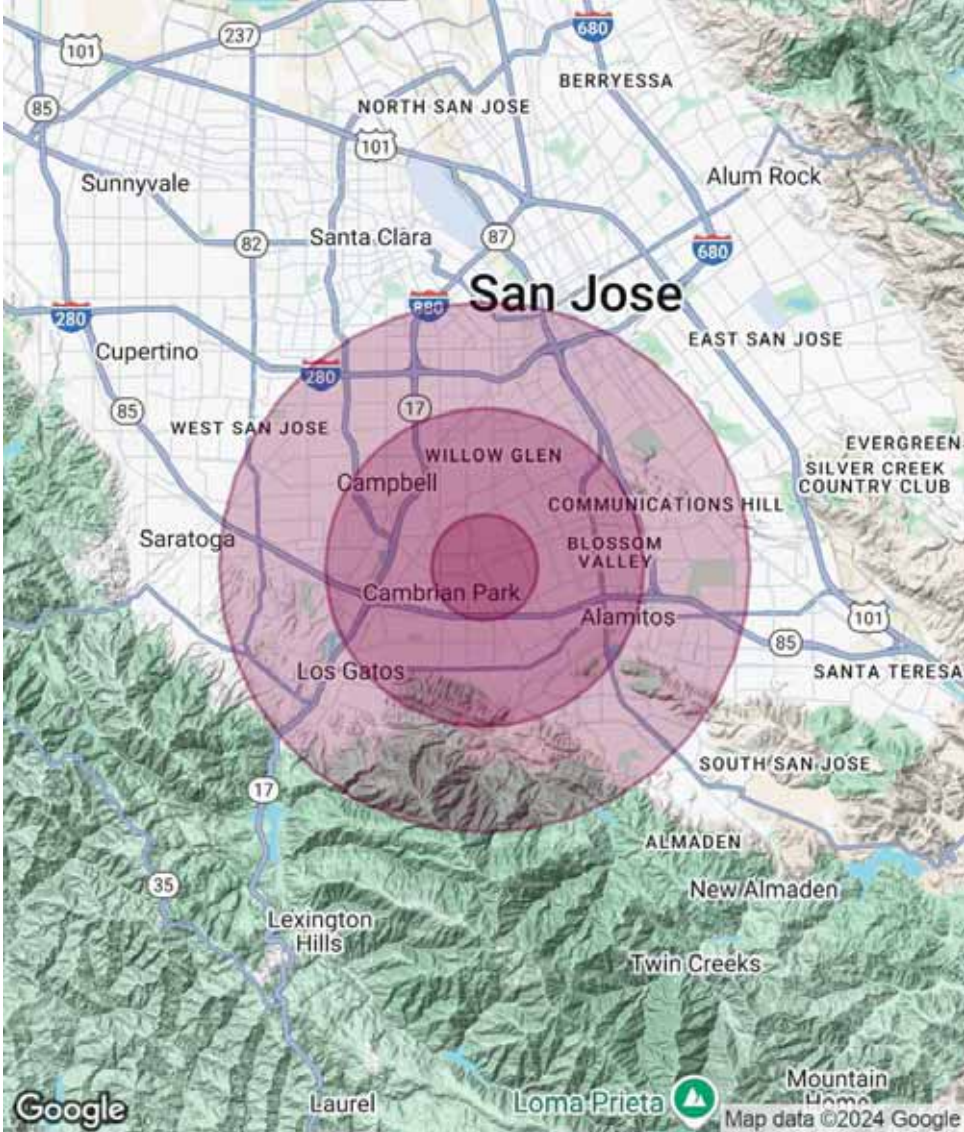 680
237
101
BERRYESSA
85
NORTH SAN JOSE
101
Alum Rock
Sunnyvale
Santa Clara
87
82
680
San Jose
880
280
EAST SAN JOSE
Cupertino
280
85
17
WEST SAN JOSE
EVERGREEN
WILLOW GLEN
SILVER CREEK
COUNTRY CLUB
Campbell
COMMUNICATIONS HILL
Saratoga
BLOSSOM
VALLEY
Cambrian Park
Alamitos
101
85
Los Gatos
SANTA TERESA
SOUTH SAN JOSE
17
ALMADEN
35
New Almaden
Lexington
Hills
Twin Creeks
Mountain
Home
Google
Laurel
Loma Prieta
Map data ©2024 Google